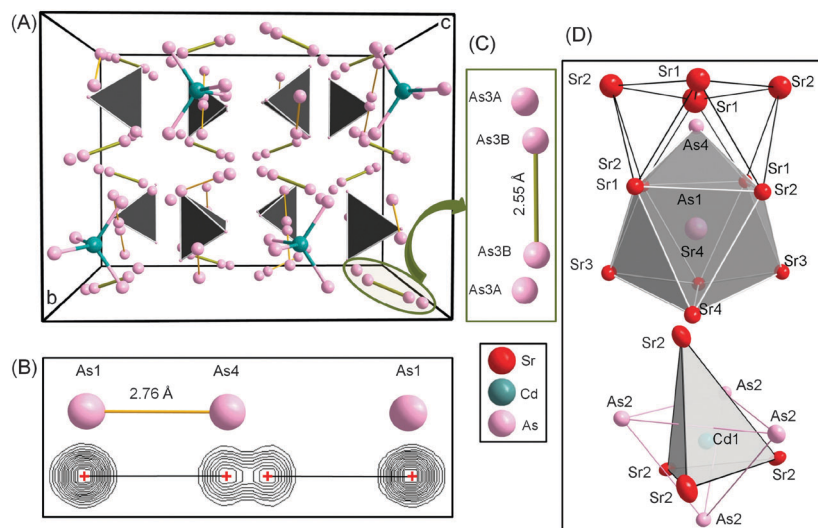 (A)
c
b
(B)
As1 As4 As1
2.76 Å
(C)
As3A
As3B
2.55 Å
As3B
As3A
Sr
Cd
As
(D)
Sr2 Sr1 Sr2
Sr1
As4
Sr2 Sr1
Sr1 Sr2
As1
Sr4
Sr3 Sr3
Sr4
Sr2
As2 As2
As2
Cd1
Sr2 Sr2
Sr2
As2